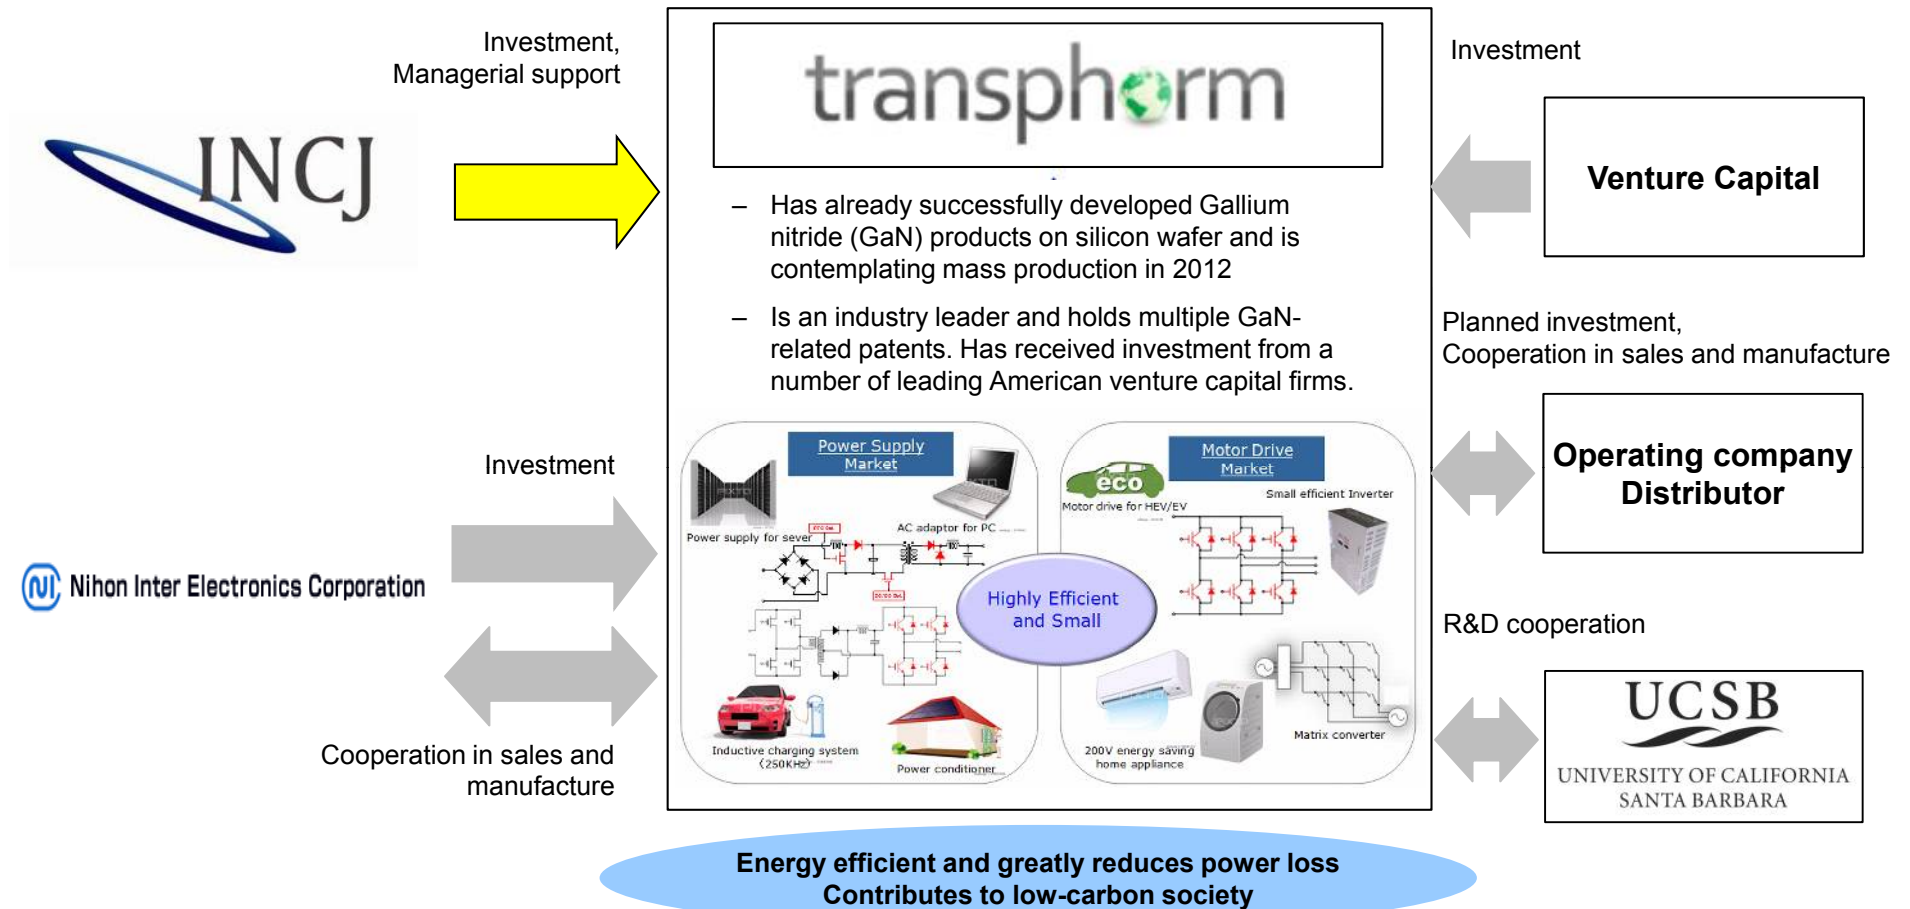 Investment,
Managerial support
INCJ
transphorm
Investment
Venture Capital
– Has already successfully developed Gallium
nitride (GaN) products on silicon wafer and is
contemplating mass production in 2012
– Is an industry leader and holds multiple GaN-
related patents. Has received investment from a
number of leading American venture capital firms.
Planned investment,
Cooperation in sales and manufacture
Operating company
Distributor
Investment
Nihon Inter Electronics Corporation
Cooperation in sales and
manufacture
Power Supply
Market
Power supply for sever
AC adaptor for PC
Inductive charging system
(250KHz)
Power conditioner
Highly Efficient
and Small
Motor Drive
Market
eco
Motor drive for HEV/EV
Small efficient Inverter
200V energy saving
home appliance
Matrix converter
R&D cooperation
UCSB
UNIVERSITY OF CALIFORNIA
SANTA BARBARA
Energy efficient and greatly reduces power loss
Contributes to low-carbon society